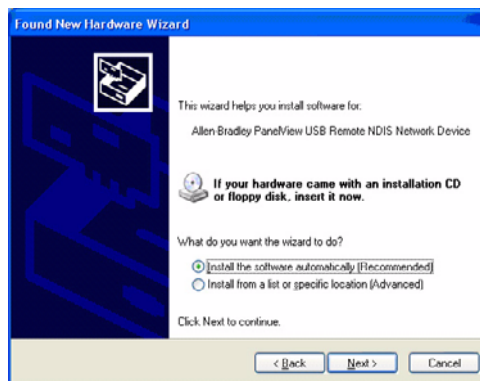 Found New Hardware Wizard
This wizard helps you install software for:
Allen-Bradley PanelView USB Remote NDIS Network Device
If your hardware came with an installation CD
or floppy disk, insert it now.
What do you want the wizard to do?
Install the software automatically (Recommended)
Install from a list or specific location (Advanced)
Click Next to continue.
< Back Next > Cancel